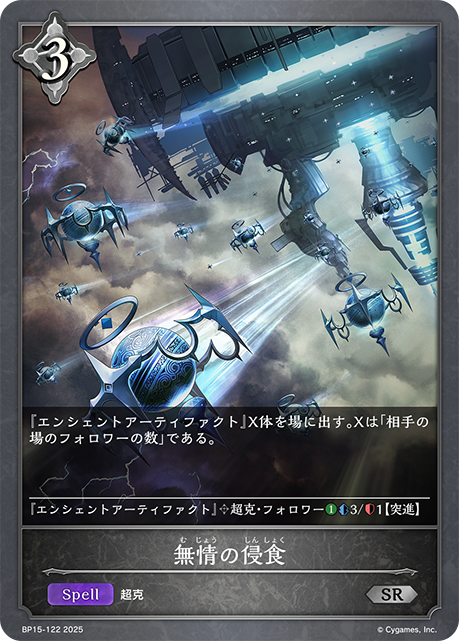 3
『エンシェントアーティファクト』X体を場に出す。Xは「相手の
場のフォロワーの数」である。
『エンシェントアーティファクト』超克・フォロワー1 3/1【突進】
むじょう しんしょく
無情の侵食
Spell 超克 SR
BP15-122 2025 © Cygames, Inc.